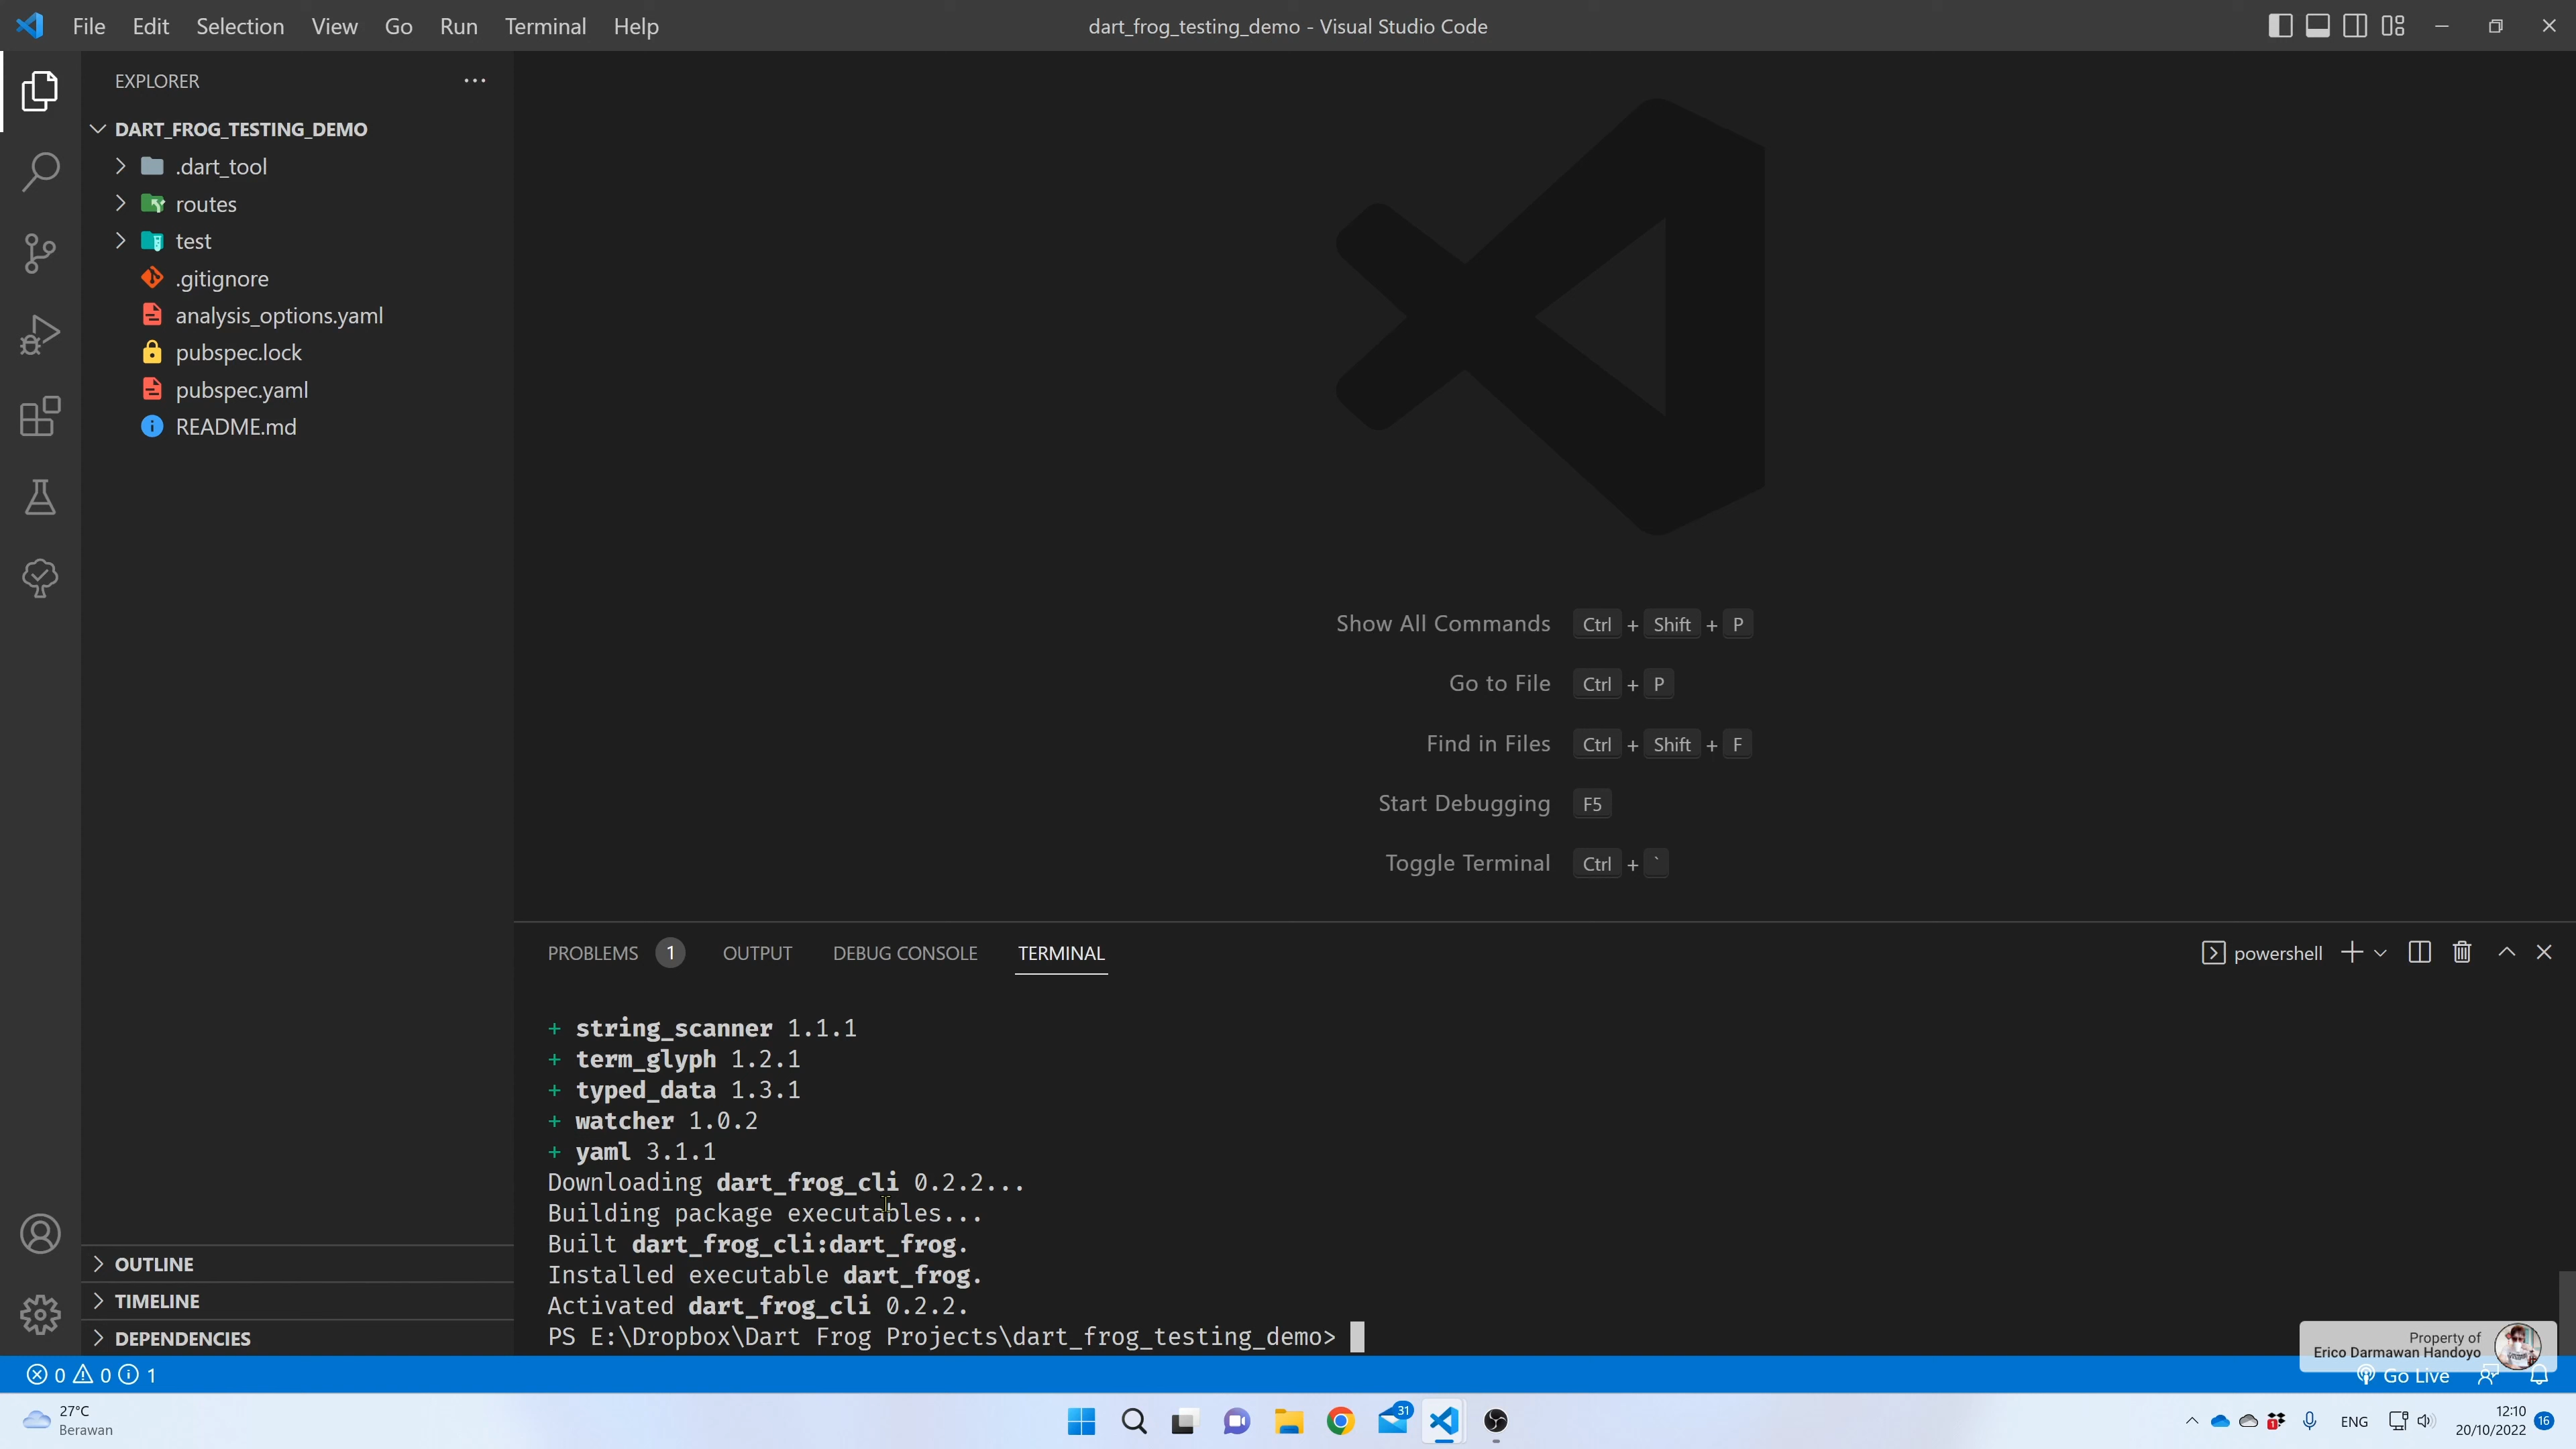 File Edit Selection View Go Run Terminal Help
dart_frog_testing_demo - Visual Studio Code
EXPLORER
DART_FROG_TESTING_DEMO
.dart_tool
routes
test
.gitignore
analysis_options.yaml
pubspec.lock
pubspec.yaml
README.md
OUTLINE
TIMELINE
DEPENDENCIES
Show All Commands Ctrl + Shift + P
Go to File Ctrl + P
Find in Files Ctrl + Shift + F
Start Debugging F5
Toggle Terminal Ctrl + `
PROBLEMS 1 OUTPUT DEBUG CONSOLE TERMINAL
powershell
+ string_scanner 1.1.1
+ term_glyph 1.2.1
+ typed_data 1.3.1
+ watcher 1.0.2
+ yaml 3.1.1
Downloading dart_frog_cli 0.2.2...
Building package executables...
Built dart_frog_cli:dart_frog.
Installed executable dart_frog.
Activated dart_frog_cli 0.2.2.
PS E:\Dropbox\Dart Frog Projects\dart_frog_testing_demo>
Property of
Erico Darmawan Handoyo
0 0 1
Go Live
27°C
Berawan
31
1
ENG
12:10
20/10/2022
16